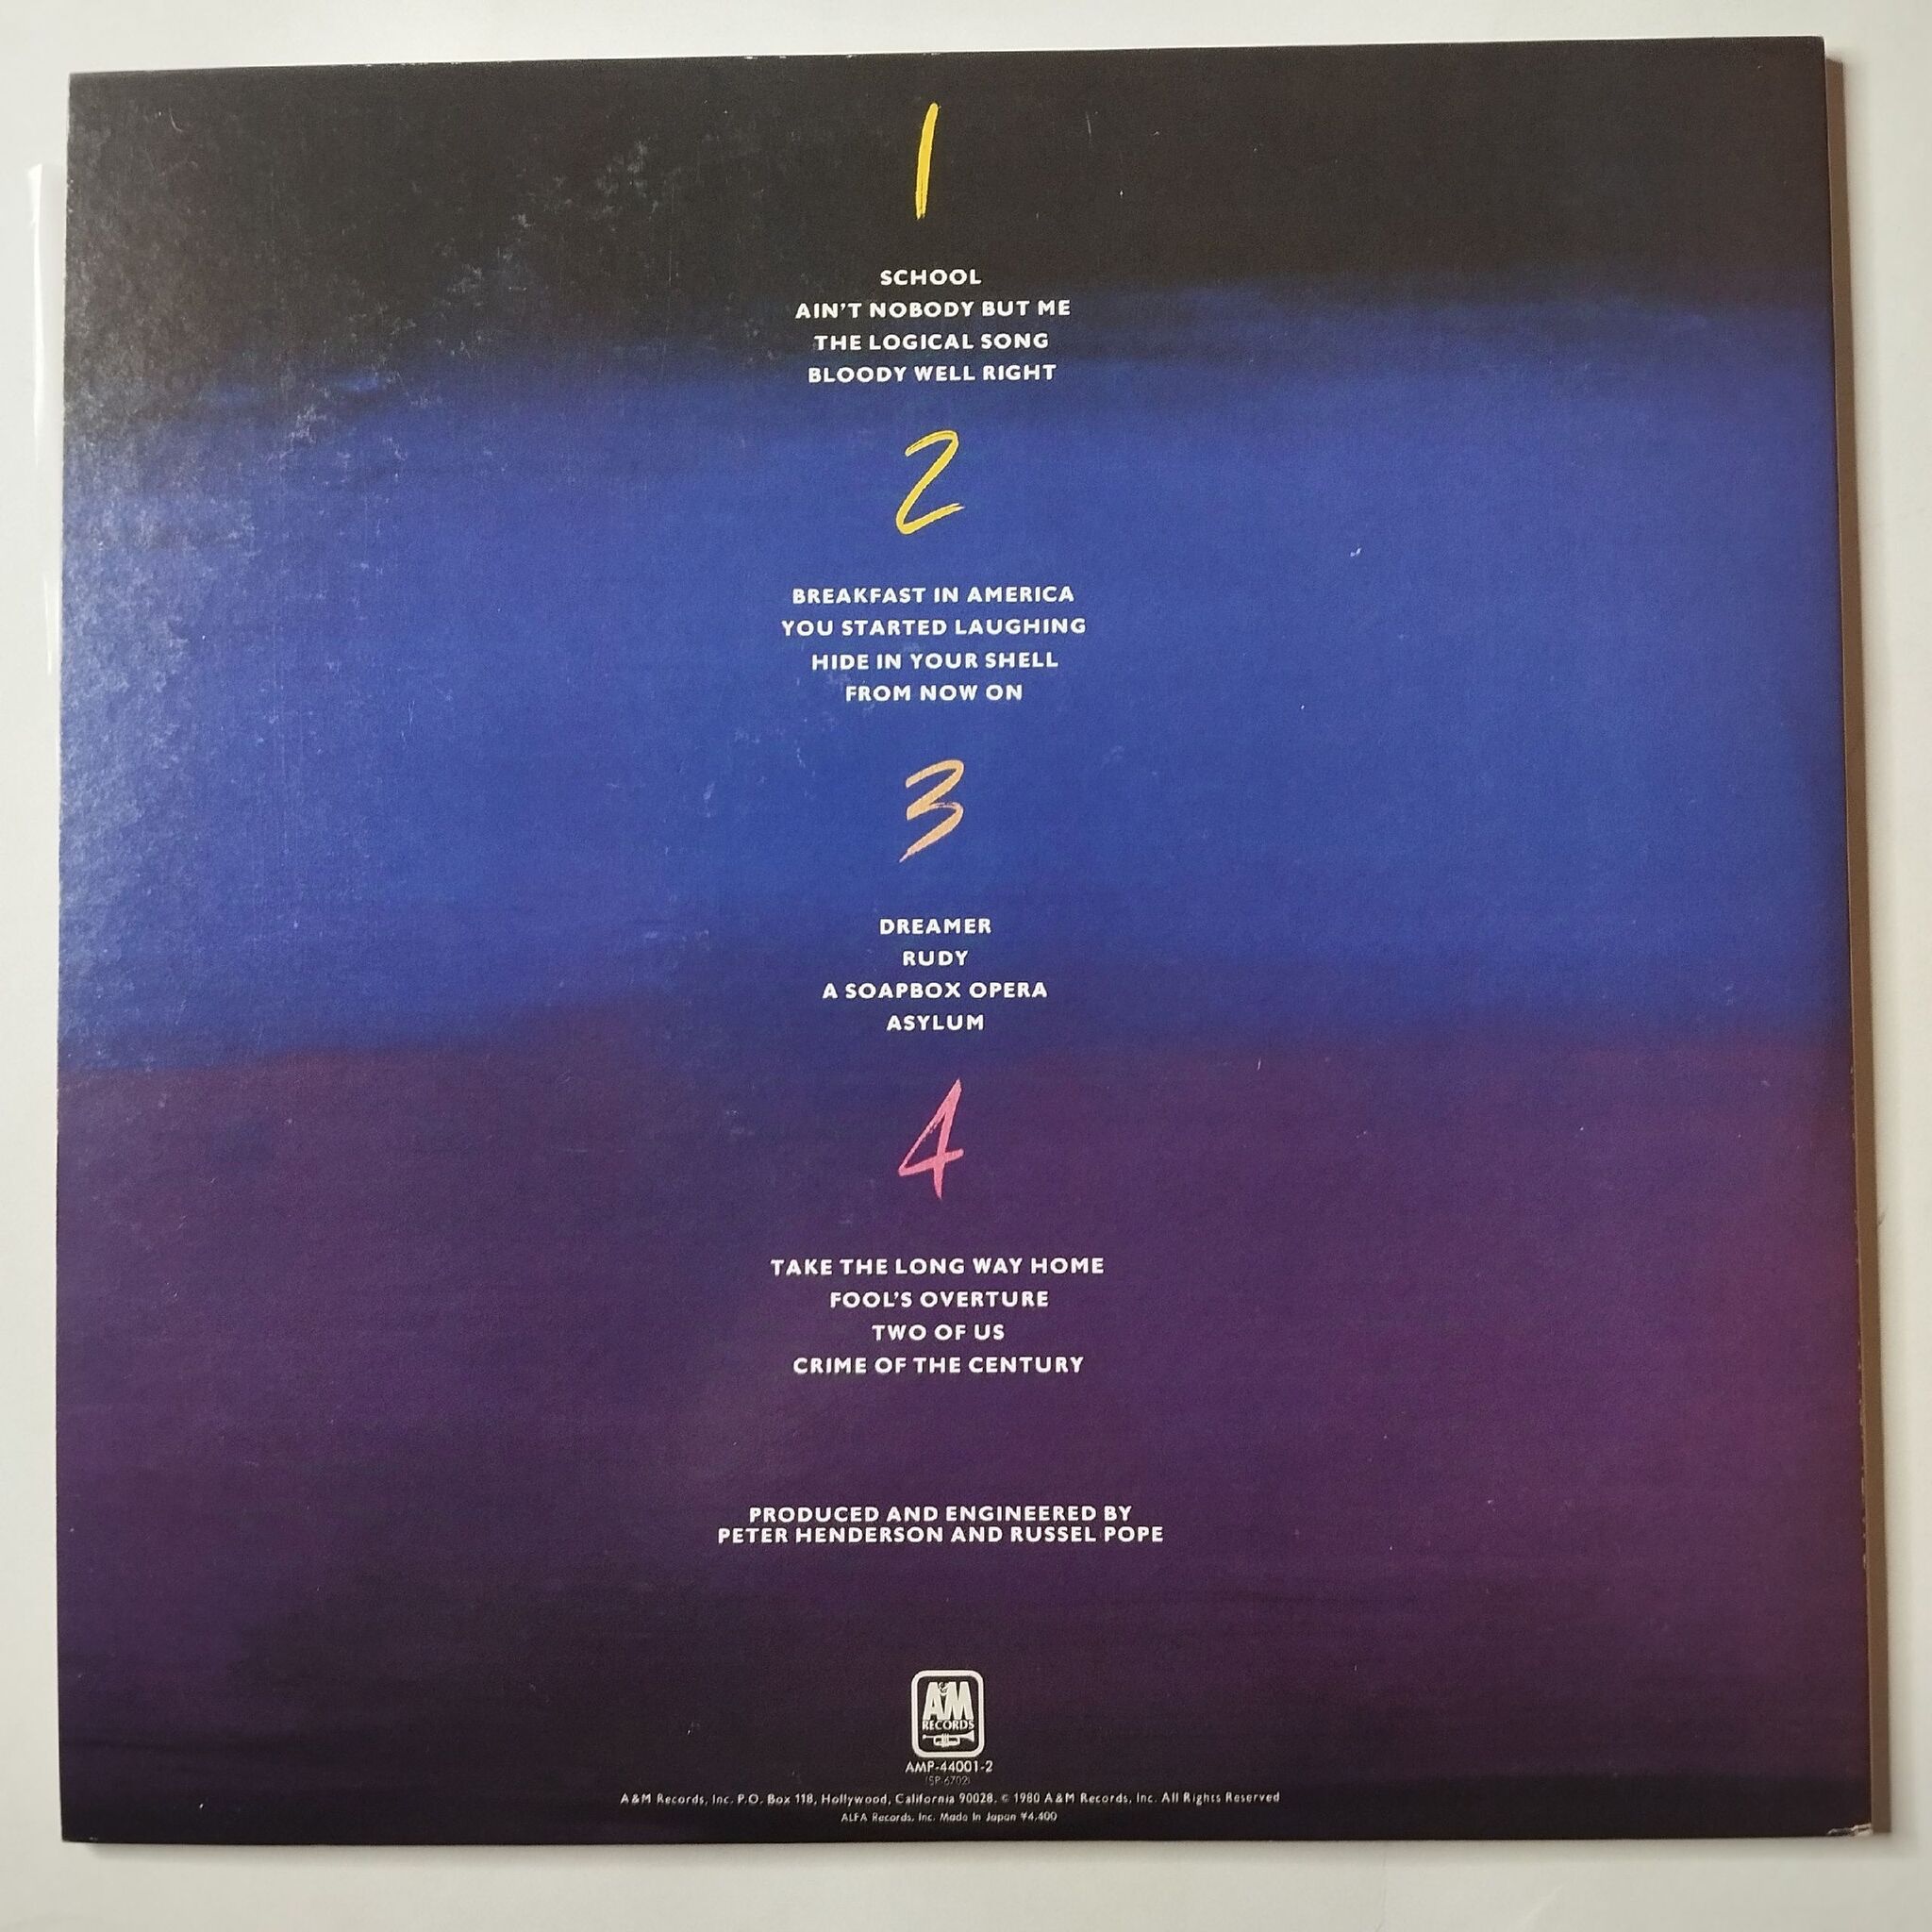 1
SCHOOL
AIN'T NOBODY BUT ME
THE LOGICAL SONG
BLOODY WELL RIGHT
2
BREAKFAST IN AMERICA
YOU STARTED LAUGHING
HIDE IN YOUR SHELL
FROM NOW ON
3
DREAMER
RUDY
A SOAPBOX OPERA
ASYLUM
4
TAKE THE LONG WAY HOME
FOOL'S OVERTURE
TWO OF US
CRIME OF THE CENTURY
PRODUCED AND ENGINEERED BY
PETER HENDERSON AND RUSSEL POPE
A&M
RECORDS
AMP-44001-2
(SP-6702)
A&M Records, Inc. P.O. Box 118, Hollywood, California 90028. © 1980 A&M Records, Inc. All Rights Reserved
ALFA Records, Inc. Made In Japan ¥4,400